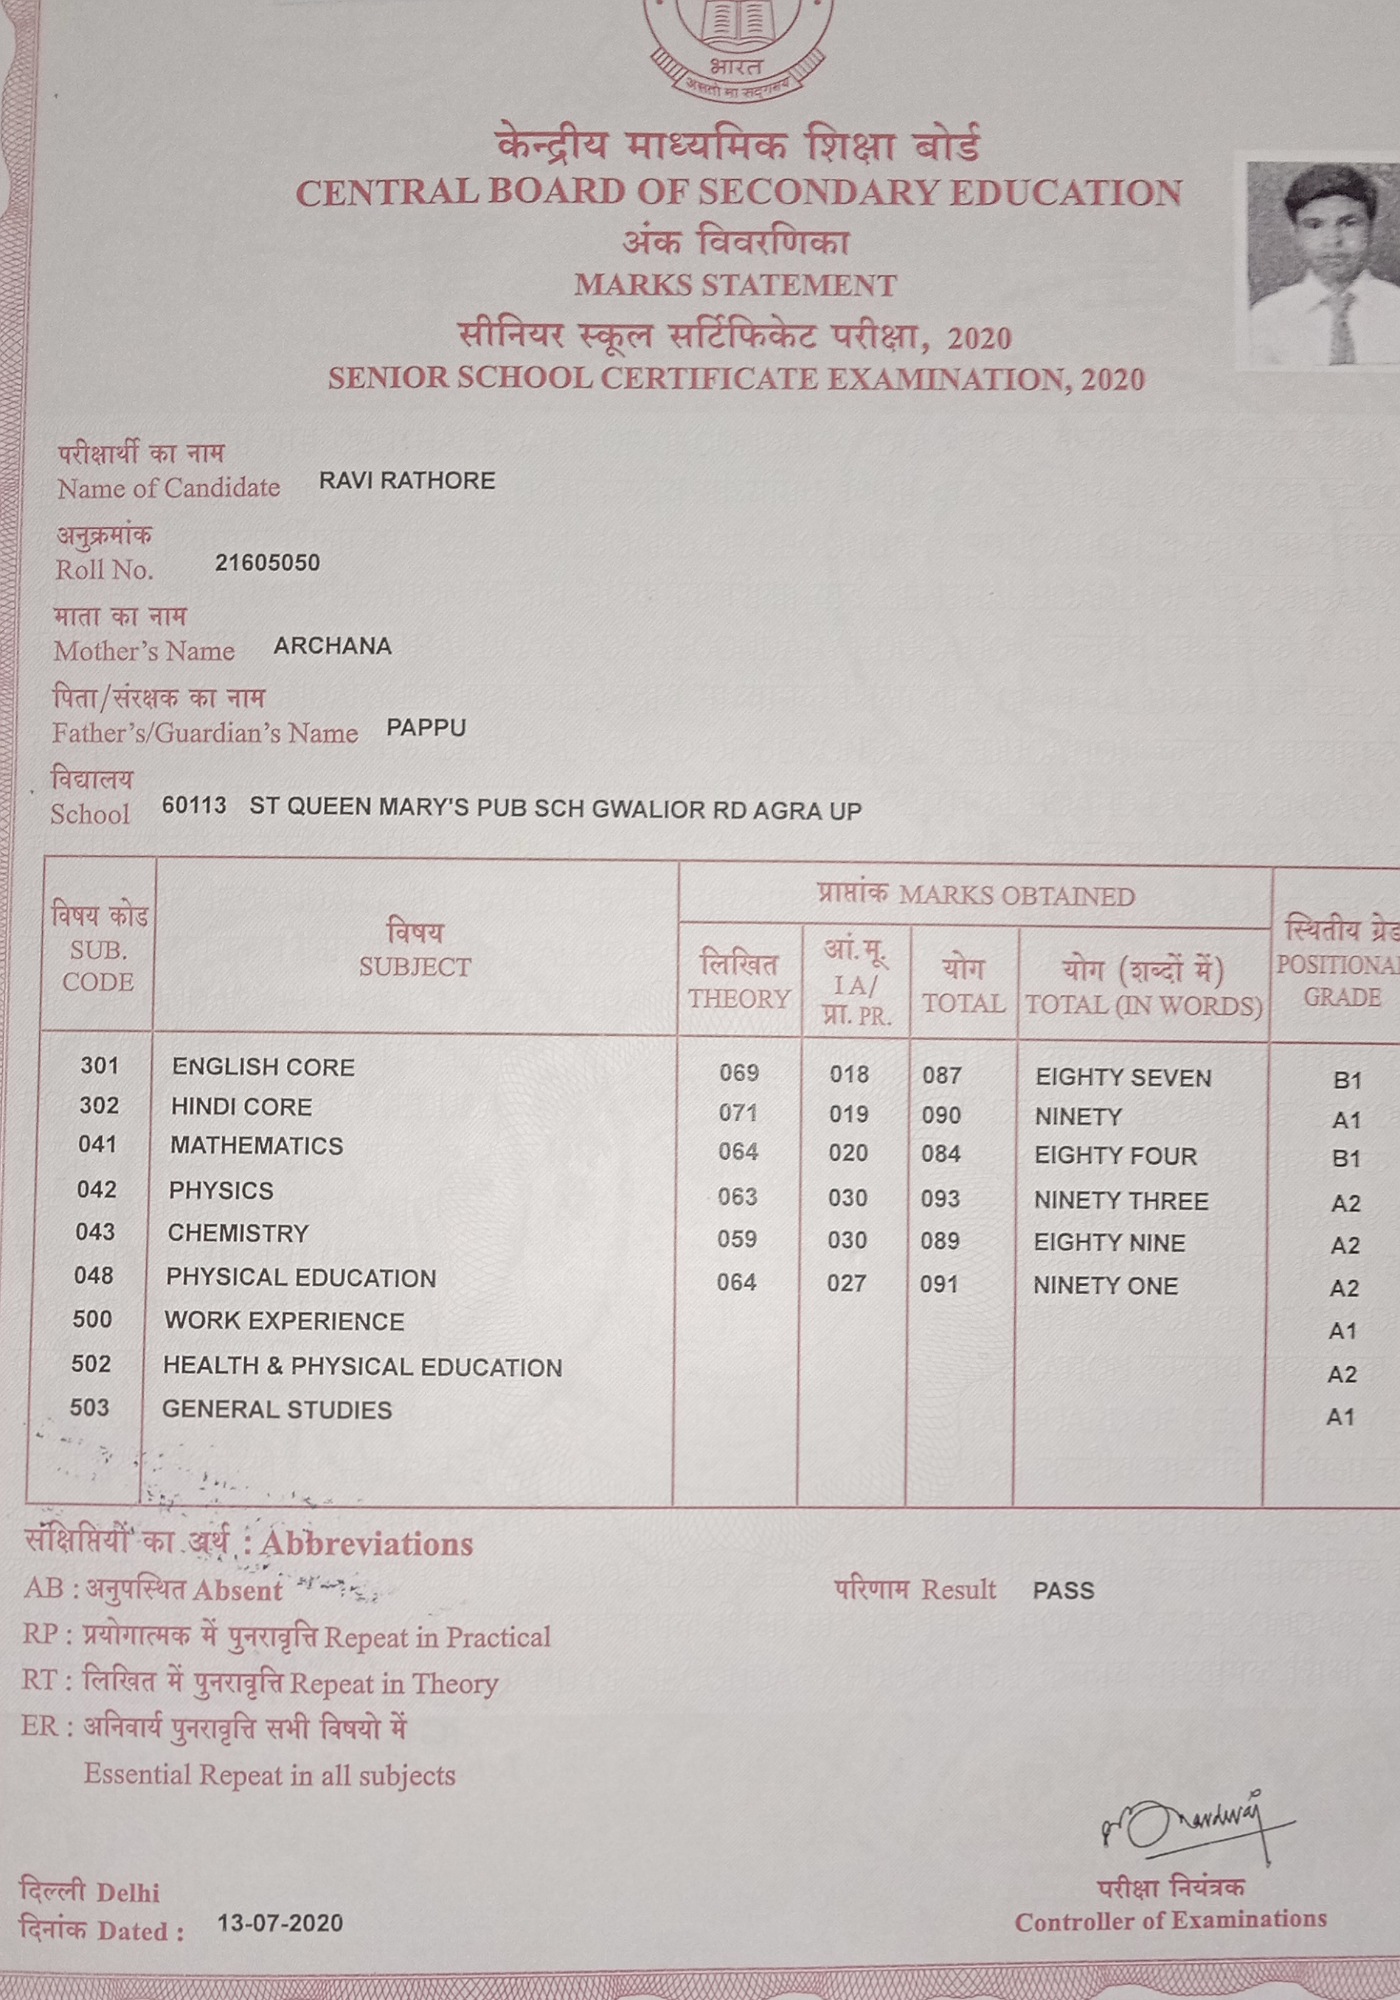 भारत
असतो मा सद्गमय
केन्द्रीय माध्यमिक शिक्षा बोर्ड
CENTRAL BOARD OF SECONDARY EDUCATION
अंक विवरणिका
MARKS STATEMENT
सीनियर स्कूल सर्टिफिकेट परीक्षा, 2020
SENIOR SCHOOL CERTIFICATE EXAMINATION, 2020
परीक्षार्थी का नाम
Name of Candidate RAVI RATHORE
अनुक्रमांक
Roll No. 21605050
माता का नाम
Mother's Name ARCHANA
पिता/संरक्षक का नाम
Father's/Guardian's Name PAPPU
विद्यालय
School 60113 ST QUEEN MARY'S PUB SCH GWALIOR RD AGRA UP
विषय कोड
SUB.
CODE
विषय
SUBJECT
प्राप्तांक MARKS OBTAINED
लिखित
THEORY
आं.मू.
I A/
प्रा. PR.
योग
TOTAL
योग (शब्दों में)
TOTAL (IN WORDS)
स्थितीय ग्रेड
POSITIONAL
GRADE
301 ENGLISH CORE 069 018 087 EIGHTY SEVEN B1
302 HINDI CORE 071 019 090 NINETY A1
041 MATHEMATICS 064 020 084 EIGHTY FOUR B1
042 PHYSICS 063 030 093 NINETY THREE A2
043 CHEMISTRY 059 030 089 EIGHTY NINE A2
048 PHYSICAL EDUCATION 064 027 091 NINETY ONE A2
500 WORK EXPERIENCE A1
502 HEALTH & PHYSICAL EDUCATION A2
503 GENERAL STUDIES A1
संक्षिप्तियों का अर्थ : Abbreviations
AB : अनुपस्थित Absent परिणाम Result PASS
RP : प्रयोगात्मक में पुनरावृत्ति Repeat in Practical
RT : लिखित में पुनरावृत्ति Repeat in Theory
ER : अनिवार्य पुनरावृत्ति सभी विषयो में
Essential Repeat in all subjects
दिल्ली Delhi
दिनांक Dated : 13-07-2020
परीक्षा नियंत्रक
Controller of Examinations